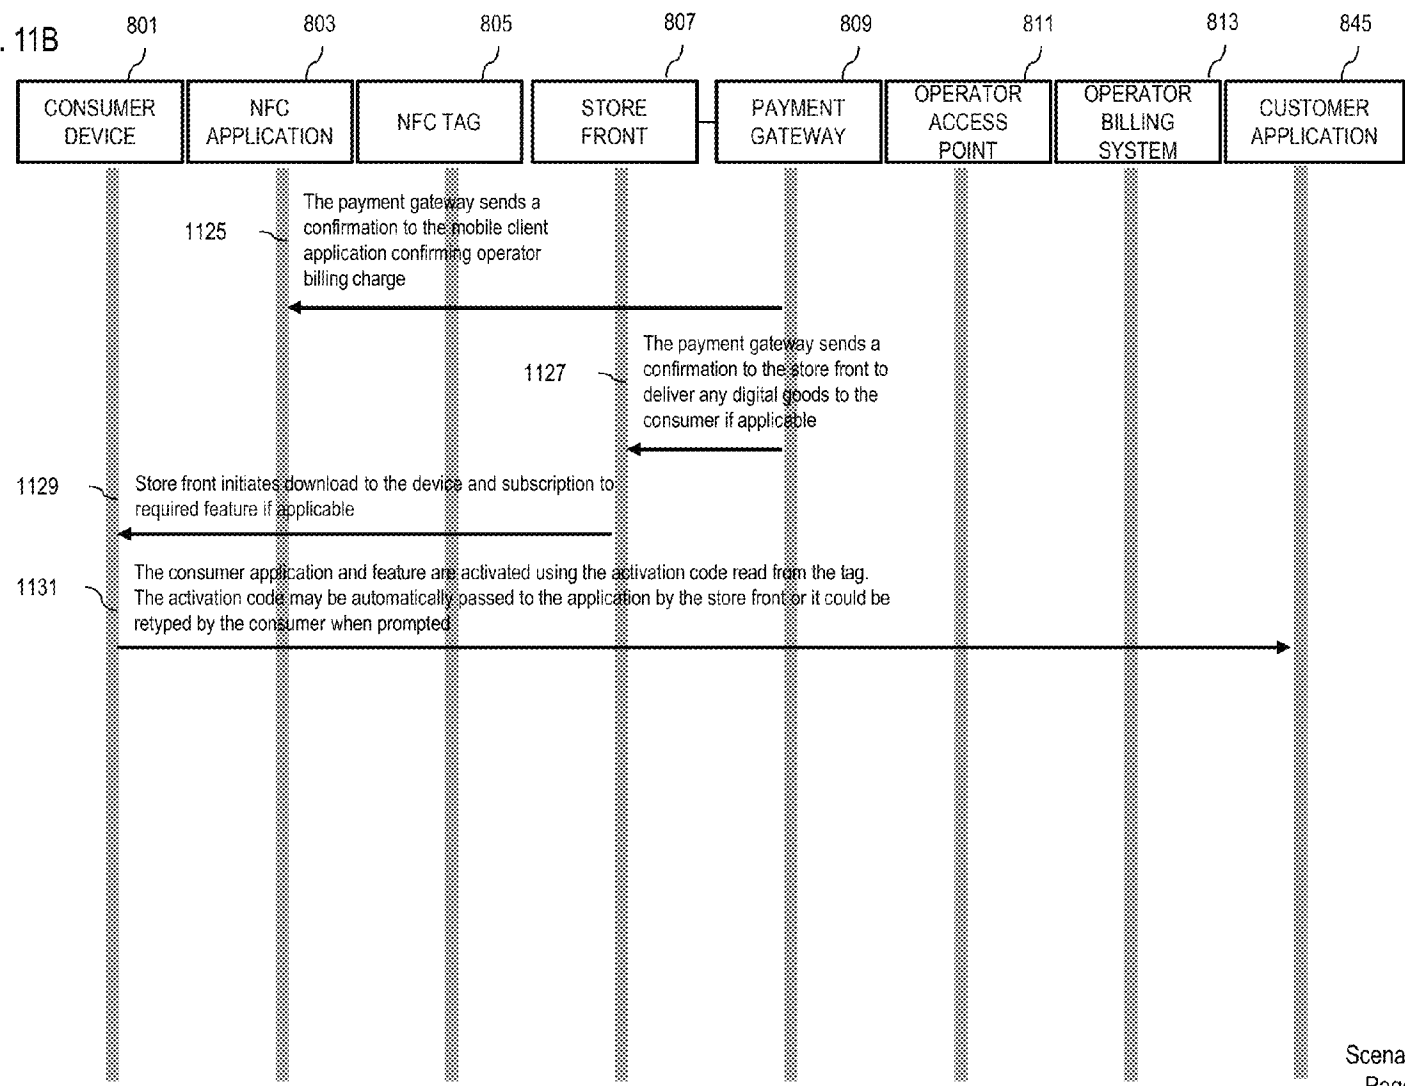 . 11B
801
803
805
807
809
811
813
845
CONSUMER
DEVICE
NFC
APPLICATION
NFC TAG
STORE
FRONT
PAYMENT
GATEWAY
OPERATOR
ACCESS
POINT
OPERATOR
BILLING
SYSTEM
CUSTOMER
APPLICATION
1125
The payment gateway sends a
confirmation to the mobile client
application confirming operator
billing charge
1127
The payment gateway sends a
confirmation to the store front to
deliver any digital goods to the
consumer if applicable
1129
Store front initiates download to the device and subscription to
required feature if applicable
1131
The consumer application and feature are activated using the activation code read from the tag.
The activation code may be automatically passed to the application by the store front or it could be
retyped by the consumer when prompted
Scena